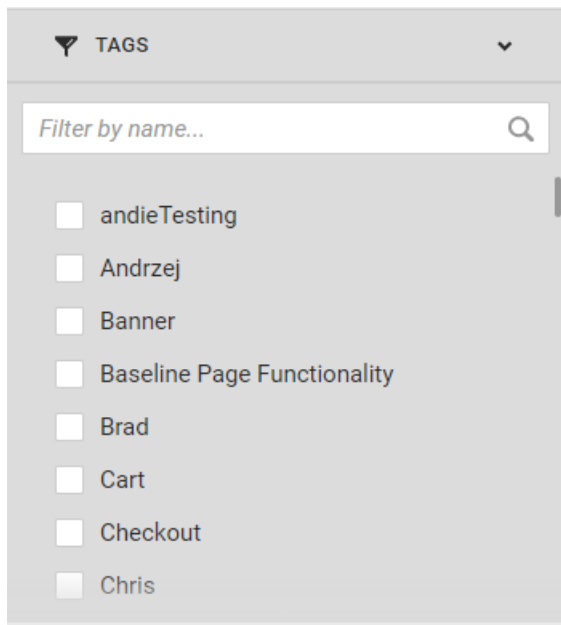 TAGS
Filter by name...
andieTesting
Andrzej
Banner
Baseline Page Functionality
Brad
Cart
Checkout
Chris